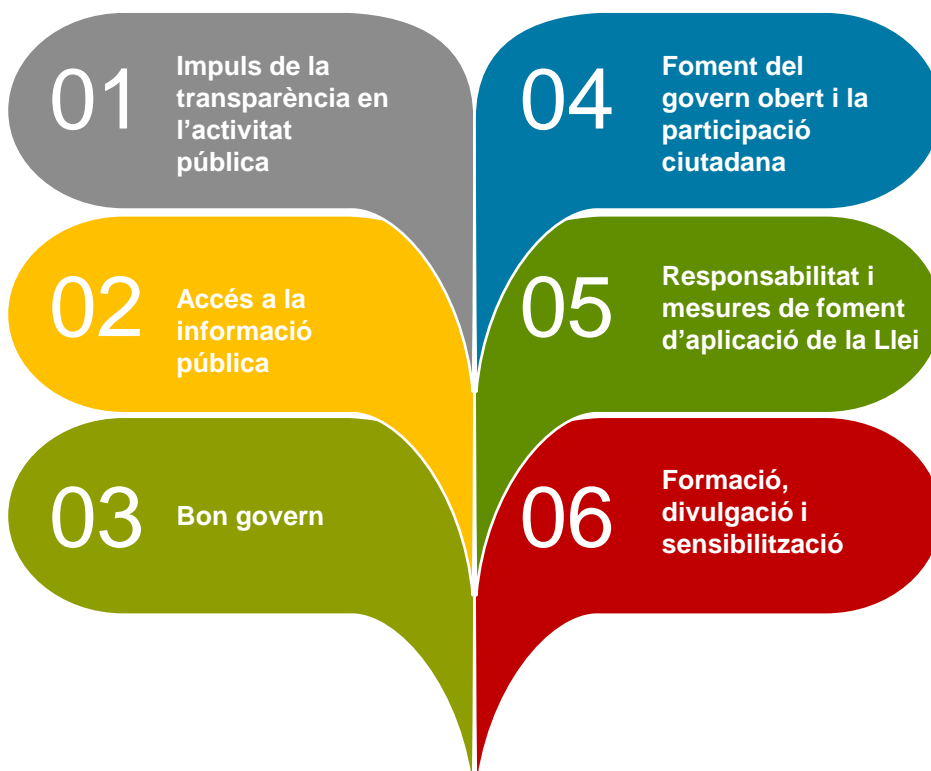 01
Impuls de la
transparència en
l’activitat
pública
02
Accés a la
informació
pública
03
Bon govern
04
Foment del
govern obert i la
participació
ciutadana
05
Responsabilitat i
mesures de foment
d’aplicació de la Llei
06
Formació,
divulgació i
sensibilització